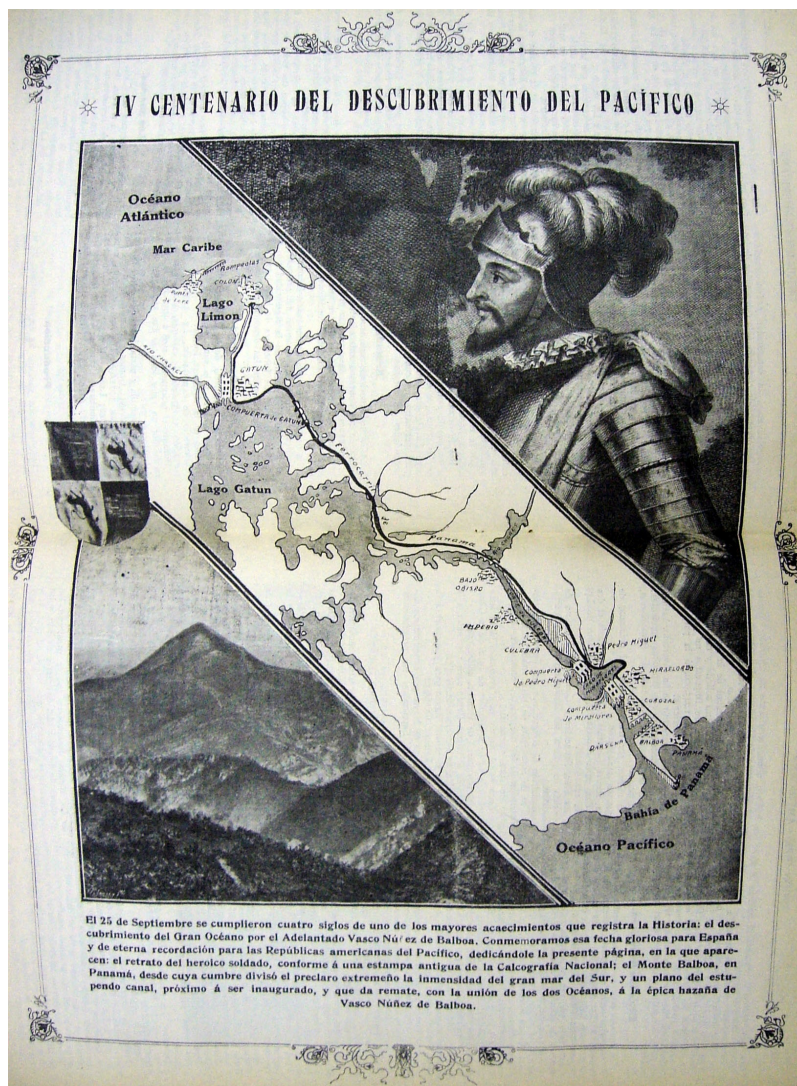 IV CENTENARIO DEL DESCUBRIMIENTO DEL PACÍFICO
Océano
Atlántico
Mar Caribe
Rompeolas
COLON
Lago
Limon
GATUN
COMPUERTA de GATUN
Ferrocarril
de
Panama
Lago Gatun
BAJO
OBISPO
CULEBRA
Pedro Miguel
Compuerta
de Pedro Miguel
MIRAFLORES
Compuerta
de Miraflores
COROZAL
BALBOA
PANAMÁ
Bahía de Panamá
Océano Pacífico
El 25 de Septiembre se cumplieron cuatro siglos de uno de los mayores acaecimientos que registra la Historia: el des-
cubrimiento del Gran Océano por el Adelantado Vasco Núñez de Balboa. Conmemoramos esa fecha gloriosa para España
y de eterna recordación para las Repúblicas americanas del Pacífico, dedicándole la presente página, en la que apare-
cen: el retrato del heroico soldado, conforme á una estampa antigua de la Calcografía Nacional; el Monte Balboa, en
Panamá, desde cuya cumbre divisó el preclaro extremeño la inmensidad del gran mar del Sur, y un plano del estu-
pendo canal, próximo á ser inaugurado, y que da remate, con la unión de los dos Océanos, á la épica hazaña de
Vasco Núñez de Balboa.